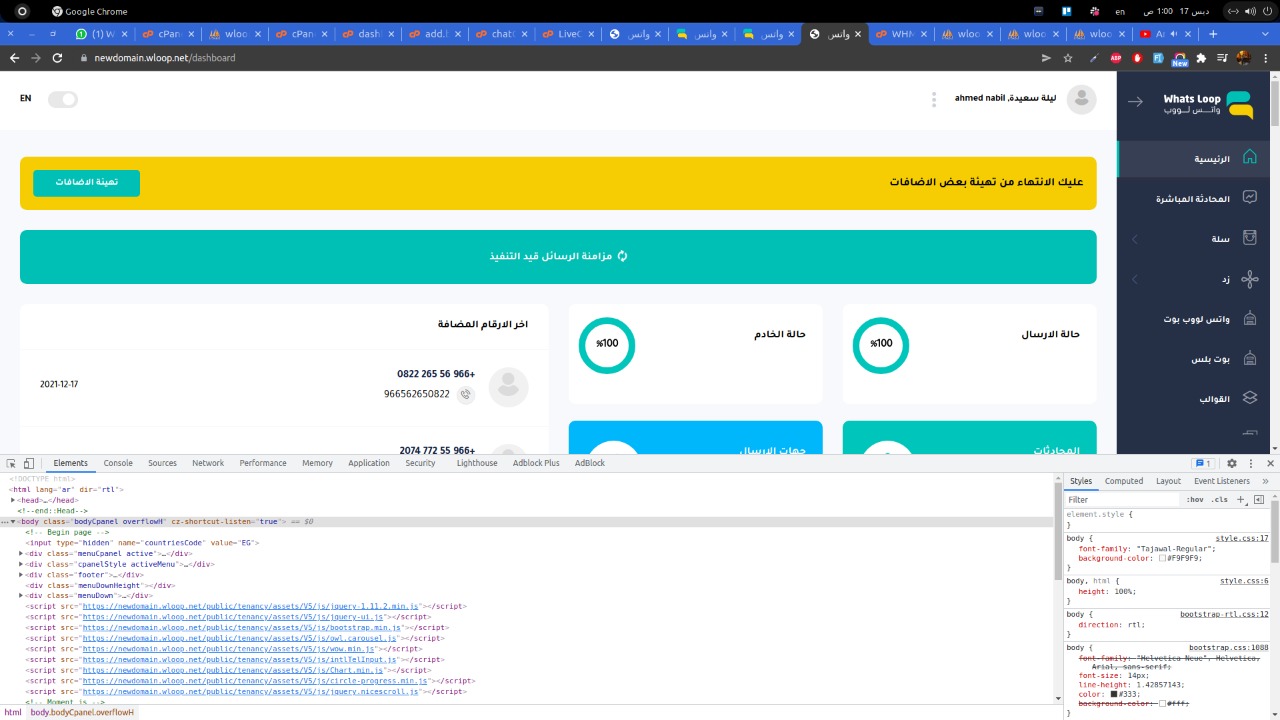 Google Chrome
en
ديس 17 1:00 ص
(1) W
cPan
wloo
cPan
dash
add.h
chat(
LiveC
واتس
واتس
واتس
واتس
WHM
wloo
wloo
wloo
newdomain.wloop.net/dashboard
ABP
New
EN
ليلة سعيدة, ahmed nabil
Whats Loop
واتــس لـــووب
عليك الانتهاء من تهيئة بعض الاضافات
تهيئة الاضافات
مزامنة الرسائل قيد التنفيذ
الرئيسية
المحادثة المباشرة
سلة
زد
واتس لووب بوت
بوت بلس
القوالب
حالة الارسال
%100
حالة الخادم
%100
اخر الارقام المضافة
+966 56 265 0822
966562650822
2021-12-17
+966 55 772 2074
المحادثات
جهات الارسال
Elements Console Sources Network Performance Memory Application Security Lighthouse Adblock Plus AdBlock
1
<!DOCTYPE html>
<html lang="ar" dir="rtl">
<head>…</head>
<!--end::Head-->
<body class="bodyCpanel overflowH" cz-shortcut-listen="true"> == $0
<!-- Begin page -->
<input type="hidden" name="countriesCode" value="EG">
<div class="menuCpanel active">…</div>
<div class="cpanelStyle activeMenu">…</div>
<div class="footer">…</div>
<div class="menuDownHeight"></div>
<div class="menuDown">…</div>
<script src="https://newdomain.wloop.net/public/tenancy/assets/V5/js/jquery-1.11.2.min.js"></script>
<script src="https://newdomain.wloop.net/public/tenancy/assets/V5/js/jquery-ui.js"></script>
<script src="https://newdomain.wloop.net/public/tenancy/assets/V5/js/bootstrap.min.js"></script>
<script src="https://newdomain.wloop.net/public/tenancy/assets/V5/js/owl.carousel.js"></script>
<script src="https://newdomain.wloop.net/public/tenancy/assets/V5/js/wow.min.js"></script>
<script src="https://newdomain.wloop.net/public/tenancy/assets/V5/js/intlTelInput.js"></script>
<script src="https://newdomain.wloop.net/public/tenancy/assets/V5/js/Chart.min.js"></script>
<script src="https://newdomain.wloop.net/public/tenancy/assets/V5/js/circle-progress.min.js"></script>
<script src="https://newdomain.wloop.net/public/tenancy/assets/V5/js/jquery.nicescroll.js"></script>
<!-- Moment js -->
html body.bodyCpanel.overflowH
Styles Computed Layout Event Listeners »
Filter :hov .cls +
element.style {
}
body { style.css:17
font-family: "Tajawal-Regular";
background-color: #F9F9F9;
}
body, html { style.css:6
height: 100%;
}
body { bootstrap-rtl.css:12
direction: rtl;
}
body { bootstrap.css:1088
font-family: "Helvetica Neue", Helvetica,
Arial, sans-serif;
font-size: 14px;
line-height: 1.42857143;
color: #333;
background-color: #fff;
}